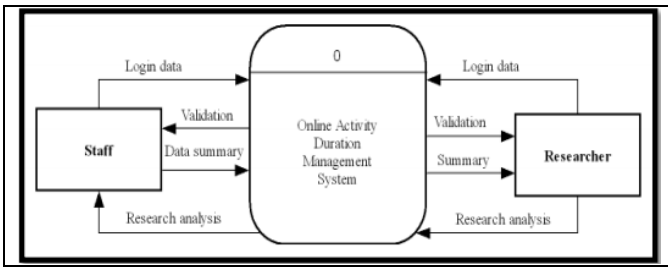 0
Login data
Login data
Validation
Online Activity
Duration
Management
System
Validation
Staff
Data summary
Summary
Researcher
Research analysis
Research analysis